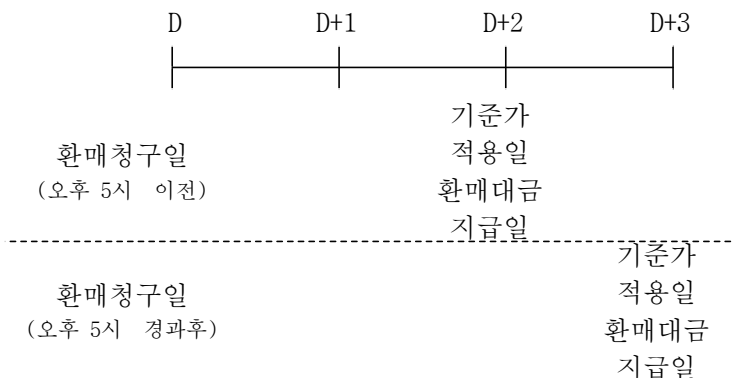 D D+1 D+2 D+3
기준가
적용일
환매청구일
(오후 5시 이전)
환매대금
지급일
기준가
적용일
환매청구일
(오후 5시 경과후)
환매대금
지급일